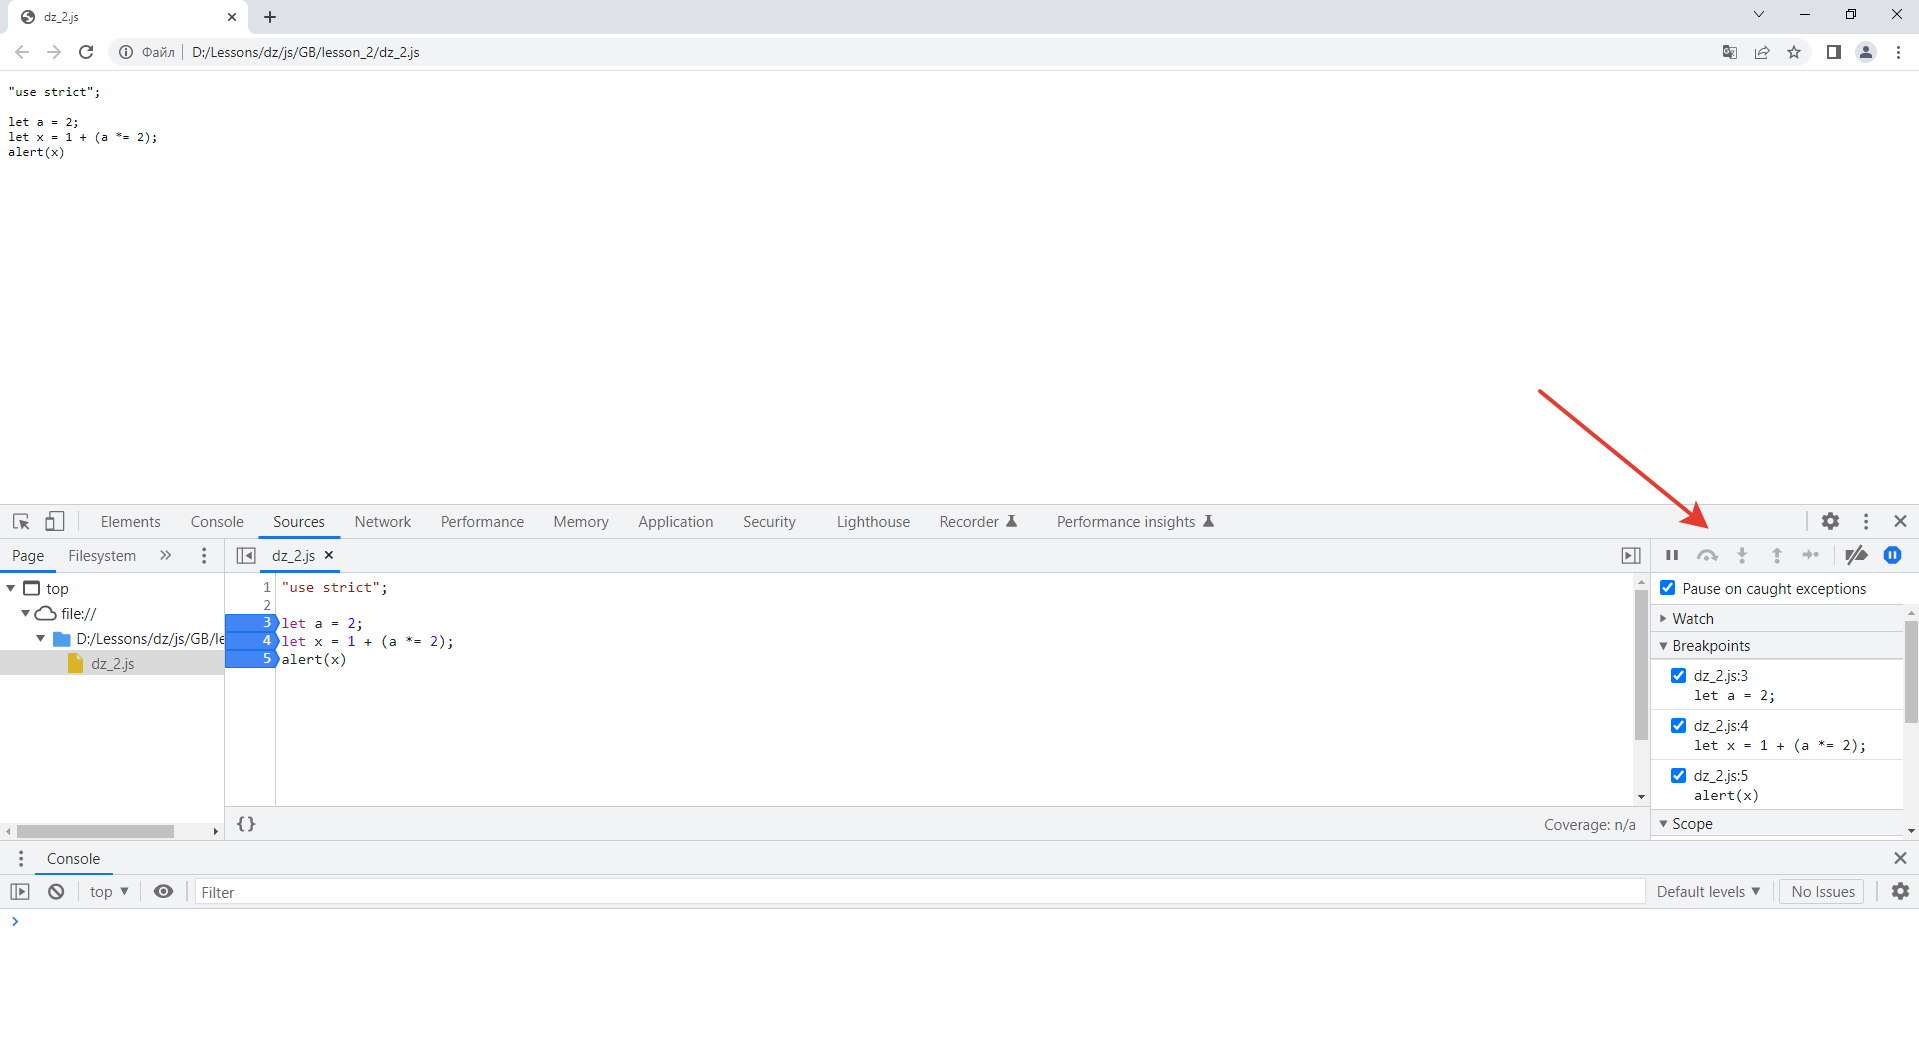 dz_2.js
Файл D:/Lessons/dz/js/GB/lesson_2/dz_2.js
"use strict";
let a = 2;
let x = 1 + (a *= 2);
alert(x)
Elements Console Sources Network Performance Memory Application Security Lighthouse Recorder Performance insights
Page Filesystem dz_2.js
top
file://
D:/Lessons/dz/js/GB/le
dz_2.js
1 "use strict";
2
3 let a = 2;
4 let x = 1 + (a *= 2);
5 alert(x)
{} Coverage: n/a
Pause on caught exceptions
Watch
Breakpoints
dz_2.js:3
let a = 2;
dz_2.js:4
let x = 1 + (a *= 2);
dz_2.js:5
alert(x)
Scope
Console
top Filter Default levels No Issues